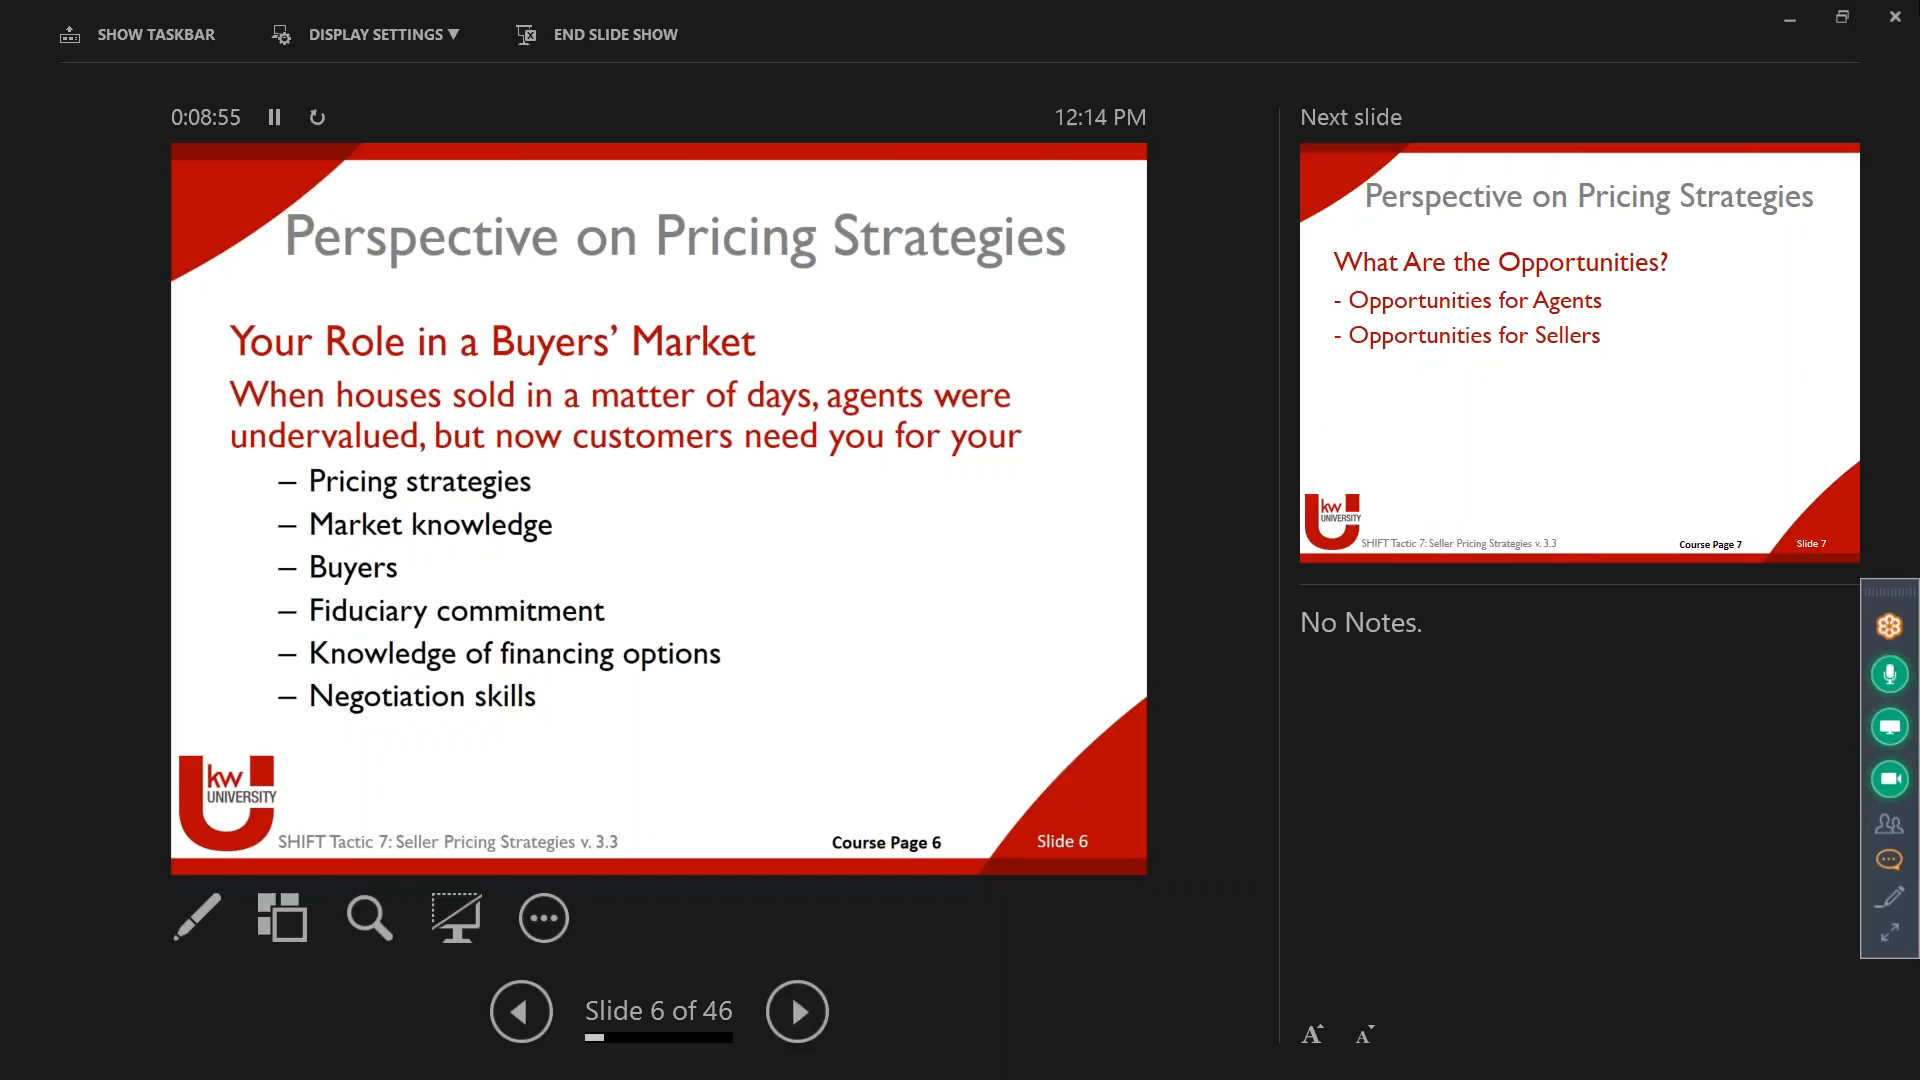 SHOW TASKBAR
DISPLAY SETTINGS ▼
END SLIDE SHOW
0:08:55
12:14 PM
Perspective on Pricing Strategies
Your Role in a Buyers’ Market
When houses sold in a matter of days, agents were
undervalued, but now customers need you for your
– Pricing strategies
– Market knowledge
– Buyers
– Fiduciary commitment
– Knowledge of financing options
– Negotiation skills
kw
UNIVERSITY
SHIFT Tactic 7: Seller Pricing Strategies v. 3.3
Course Page 6
Slide 6
Slide 6 of 46
Next slide
Perspective on Pricing Strategies
What Are the Opportunities?
- Opportunities for Agents
- Opportunities for Sellers
kw
UNIVERSITY
SHIFT Tactic 7: Seller Pricing Strategies v. 3.3
Course Page 7
Slide 7
No Notes.
A A